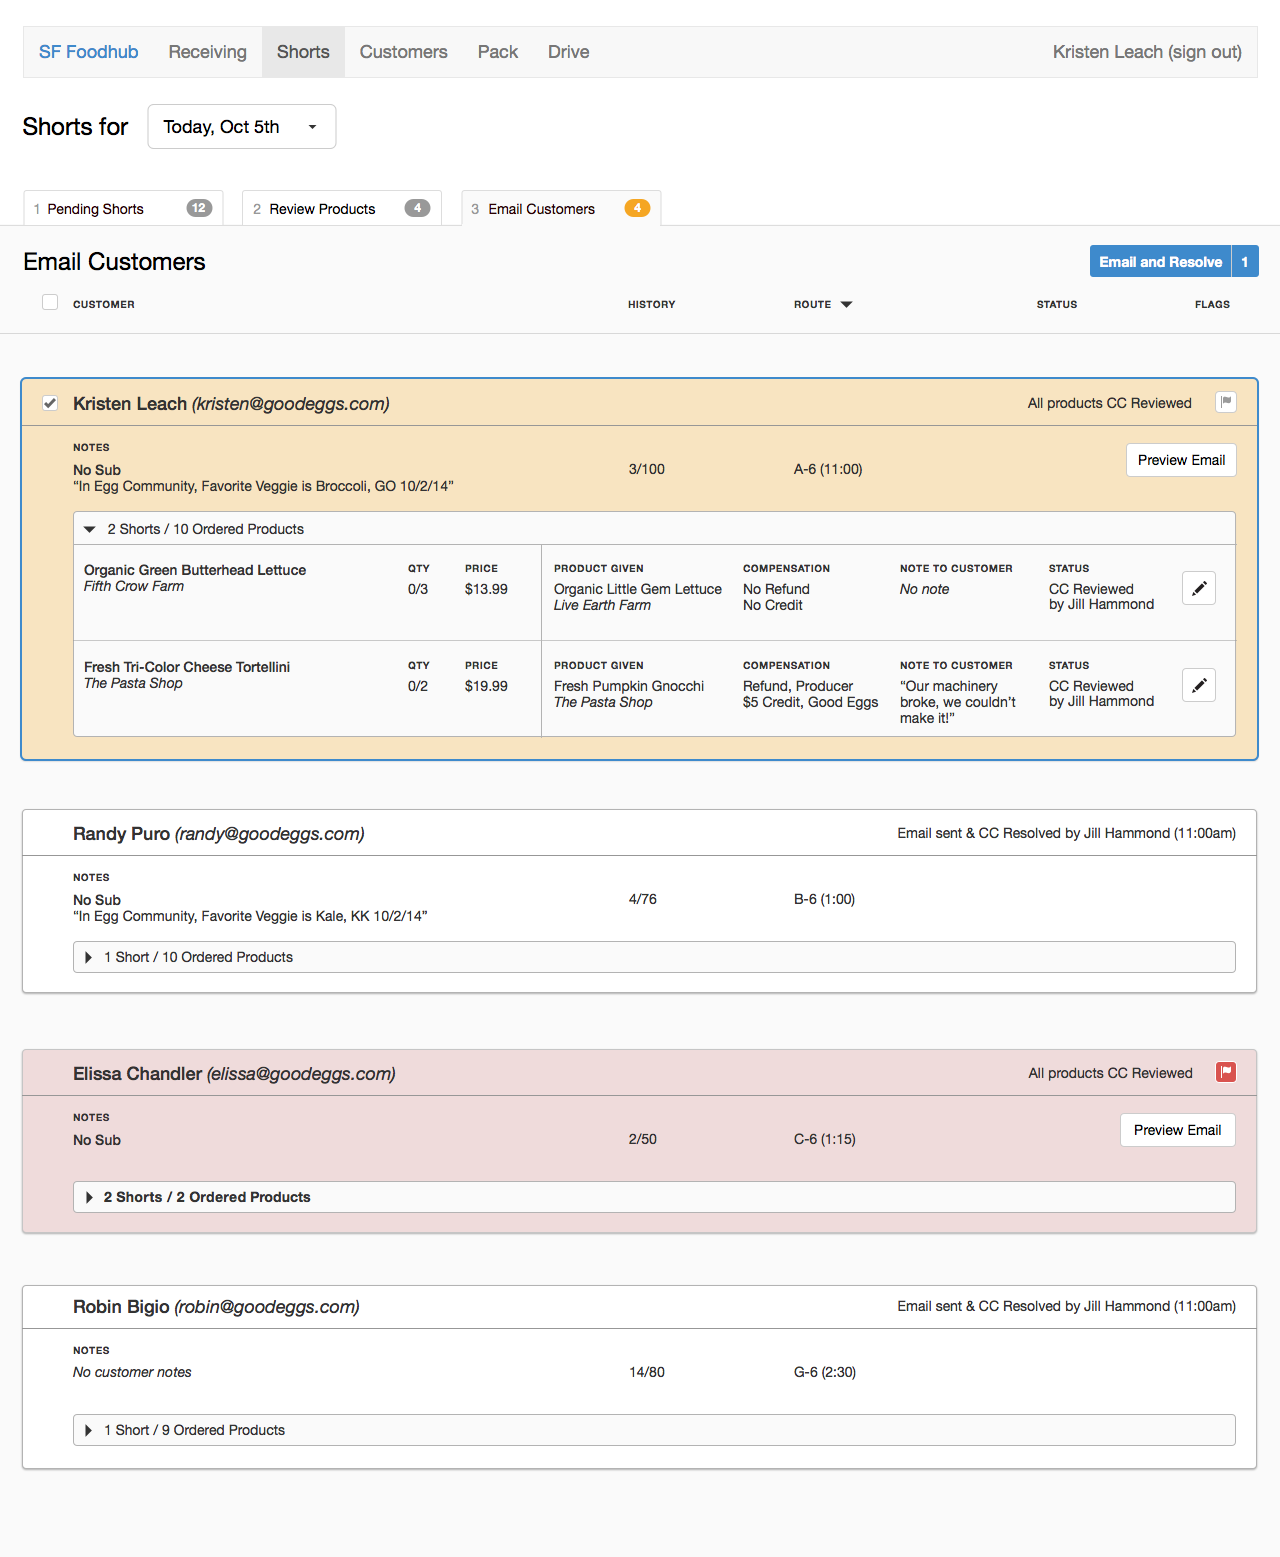 SF Foodhub Receiving Shorts Customers Pack Drive Kristen Leach (sign out)
Shorts for Today, Oct 5th
1 Pending Shorts 12 2 Review Products 4 3 Email Customers 4
Email Customers Email and Resolve 1
CUSTOMER HISTORY ROUTE STATUS FLAGS
Kristen Leach (kristen@goodeggs.com) All products CC Reviewed
NOTES
No Sub 3/100 A-6 (11:00) Preview Email
“In Egg Community, Favorite Veggie is Broccoli, GO 10/2/14”
2 Shorts / 10 Ordered Products
Organic Green Butterhead Lettuce QTY PRICE PRODUCT GIVEN COMPENSATION NOTE TO CUSTOMER STATUS
Fifth Crow Farm 0/3 $13.99 Organic Little Gem Lettuce No Refund No note CC Reviewed
Live Earth Farm No Credit by Jill Hammond
Fresh Tri-Color Cheese Tortellini QTY PRICE PRODUCT GIVEN COMPENSATION NOTE TO CUSTOMER STATUS
The Pasta Shop 0/2 $19.99 Fresh Pumpkin Gnocchi Refund, Producer “Our machinery CC Reviewed
The Pasta Shop $5 Credit, Good Eggs broke, we couldn’t by Jill Hammond
make it!”
Randy Puro (randy@goodeggs.com) Email sent & CC Resolved by Jill Hammond (11:00am)
NOTES
No Sub 4/76 B-6 (1:00)
“In Egg Community, Favorite Veggie is Kale, KK 10/2/14”
1 Short / 10 Ordered Products
Elissa Chandler (elissa@goodeggs.com) All products CC Reviewed
NOTES
No Sub 2/50 C-6 (1:15) Preview Email
2 Shorts / 2 Ordered Products
Robin Bigio (robin@goodeggs.com) Email sent & CC Resolved by Jill Hammond (11:00am)
NOTES
No customer notes 14/80 G-6 (2:30)
1 Short / 9 Ordered Products